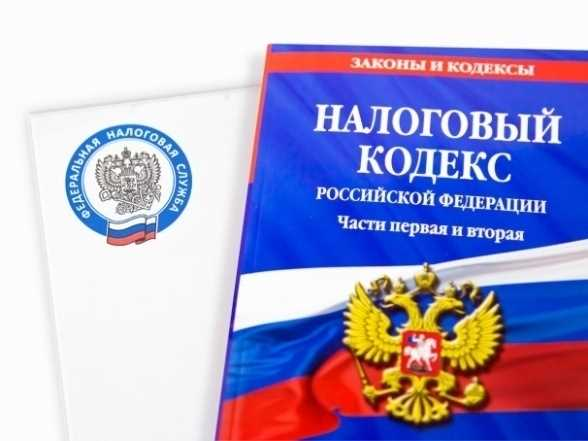 ФЕДЕРАЛЬНАЯ НАЛОГОВАЯ СЛУЖБА
ЗАКОНЫ И КОДЕКСЫ
НАЛОГОВЫЙ
КОДЕКС
РОССИЙСКОЙ ФЕДЕРАЦИИ
Части первая и вторая